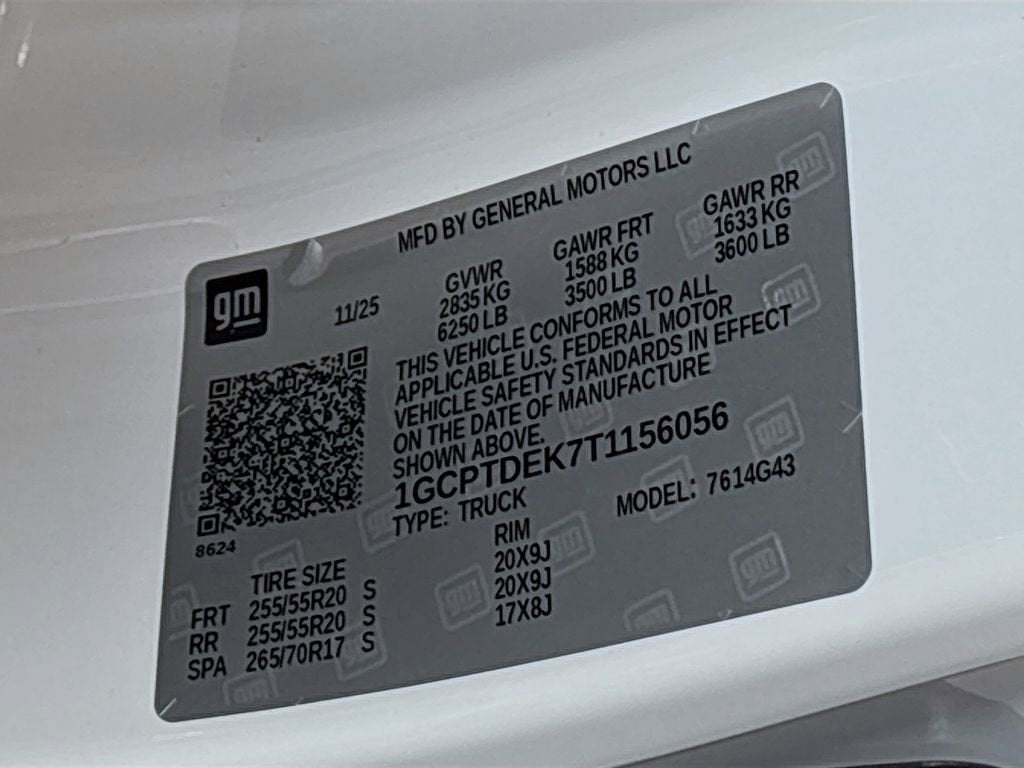 MFD BY GENERAL MOTORS LLC
gm
11/25
GVWR
2835 KG
6250 LB
GAWR FRT
1588 KG
3500 LB
GAWR RR
1633 KG
3600 LB
THIS VEHICLE CONFORMS TO ALL
APPLICABLE U.S. FEDERAL MOTOR
VEHICLE SAFETY STANDARDS IN EFFECT
ON THE DATE OF MANUFACTURE
SHOWN ABOVE.
1GCPTDEK7T1156056
TYPE: TRUCK MODEL: 7614G43
8624
TIRE SIZE RIM
FRT 255/55R20 S 20X9J
RR 255/55R20 S 20X9J
SPA 265/70R17 S 17X8J